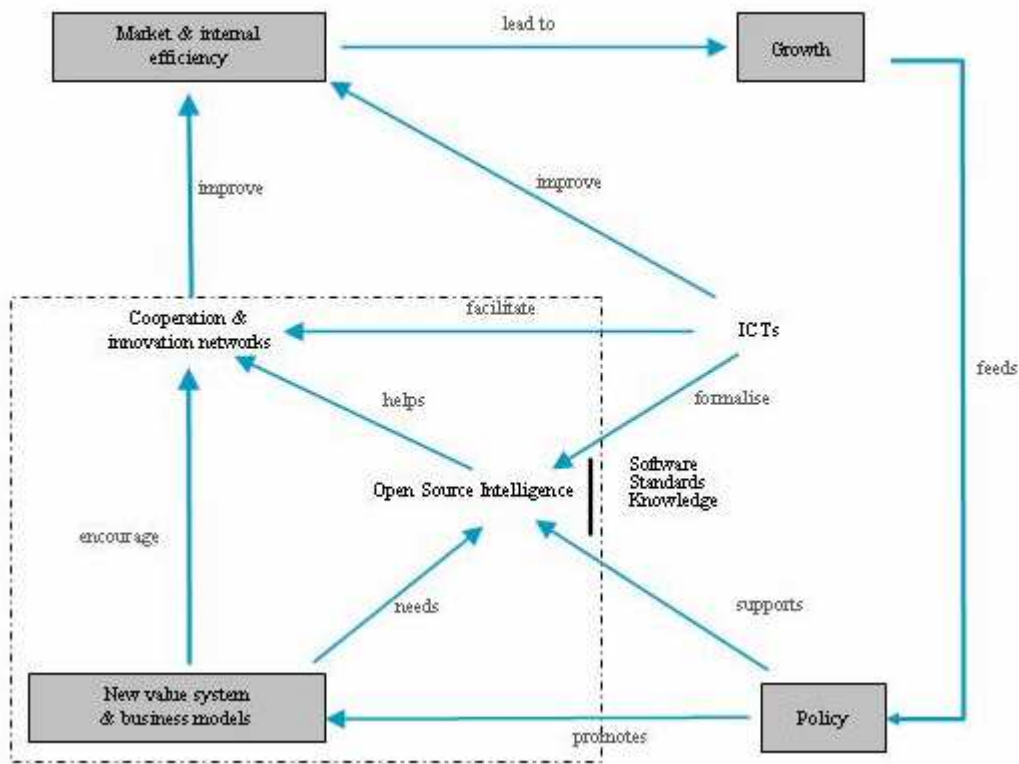 lead to
Market & internal
efficiency
Growth
improve
improve
facilitate
Cooperation &
innovation networks
ICTs
feeds
helps
formalise
Software
Standards
Knowledge
Open Source Intelligence
encourage
needs
supports
New value system
& business models
Policy
promotes